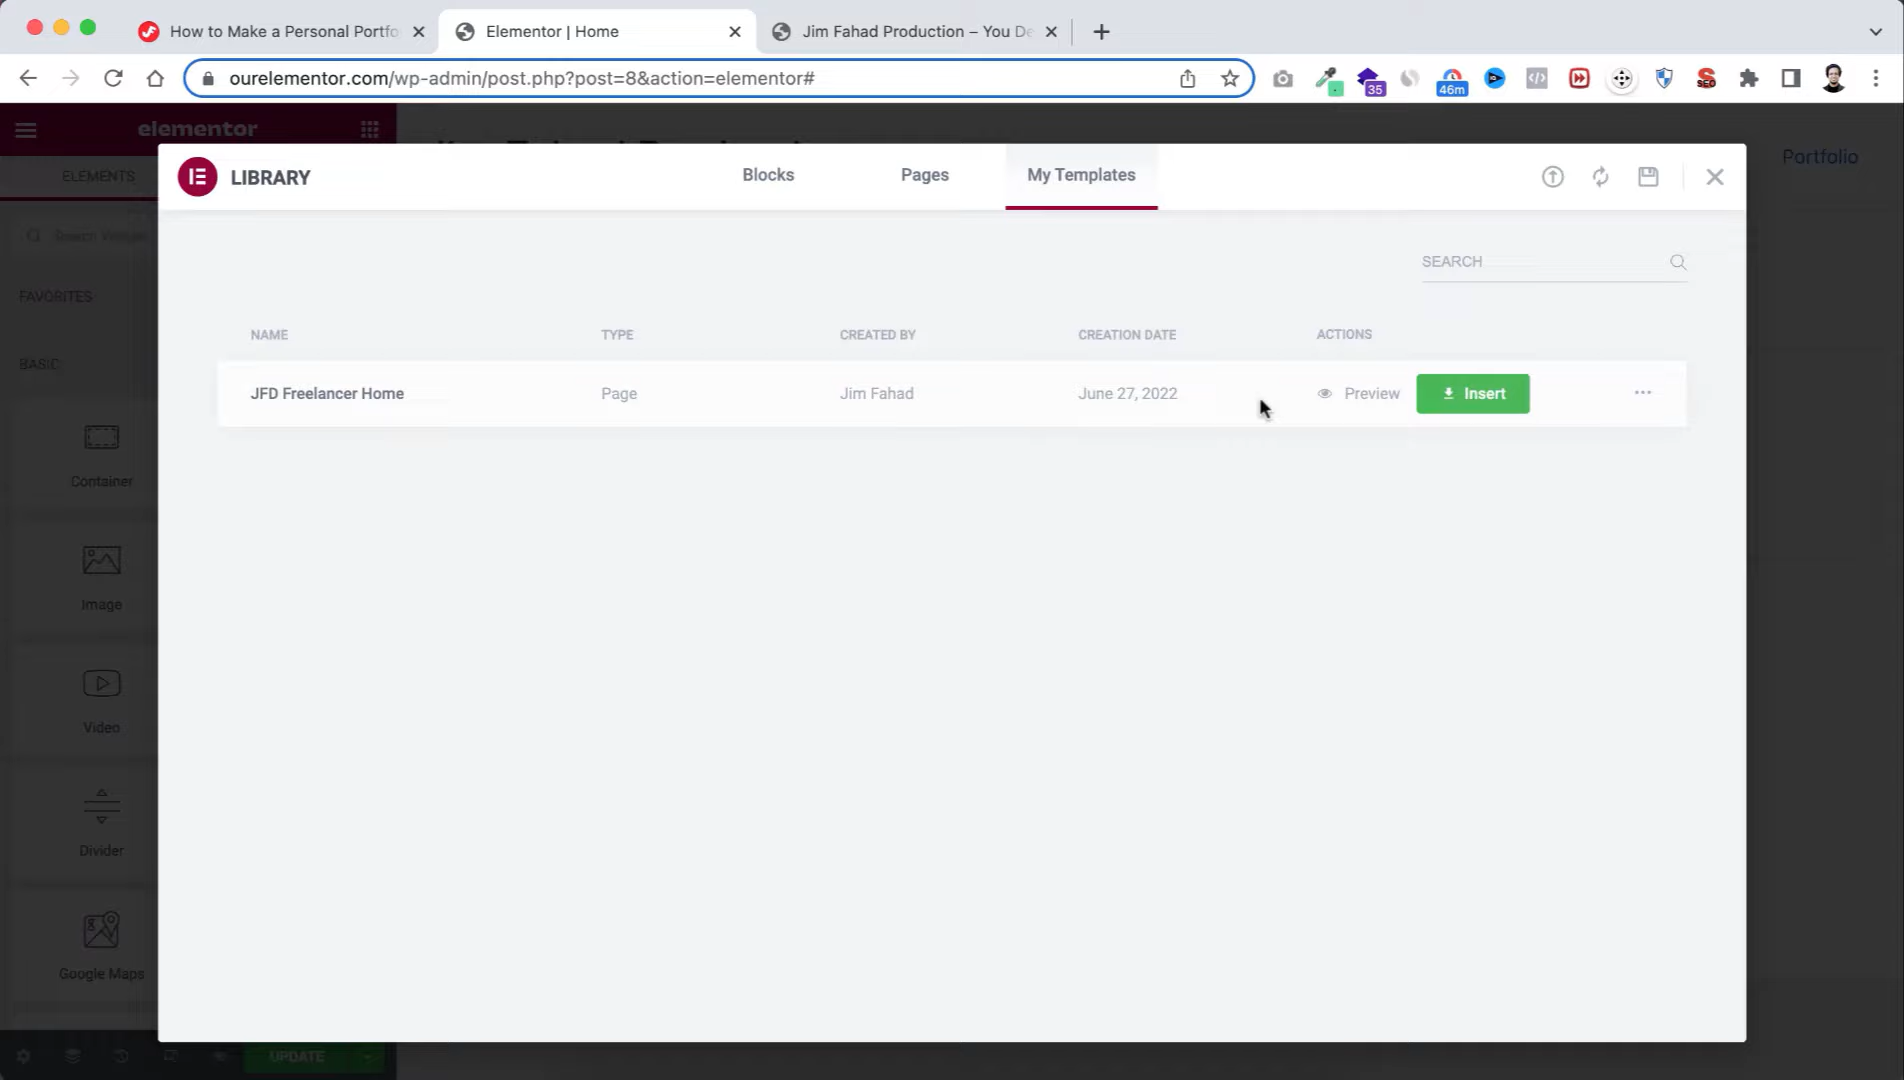 How to Make a Personal Portfo
Elementor | Home
Jim Fahad Production – You De
ourelementor.com/wp-admin/post.php?post=8&action=elementor#
35
46m
SEO
elementor
Portfolio
ELEMENTS
LIBRARY
Blocks
Pages
My Templates
Search Widget
SEARCH
FAVORITES
NAME
TYPE
CREATED BY
CREATION DATE
ACTIONS
BASIC
JFD Freelancer Home
Page
Jim Fahad
June 27, 2022
Preview
Insert
Container
Image
Video
Divider
Google Maps
UPDATE